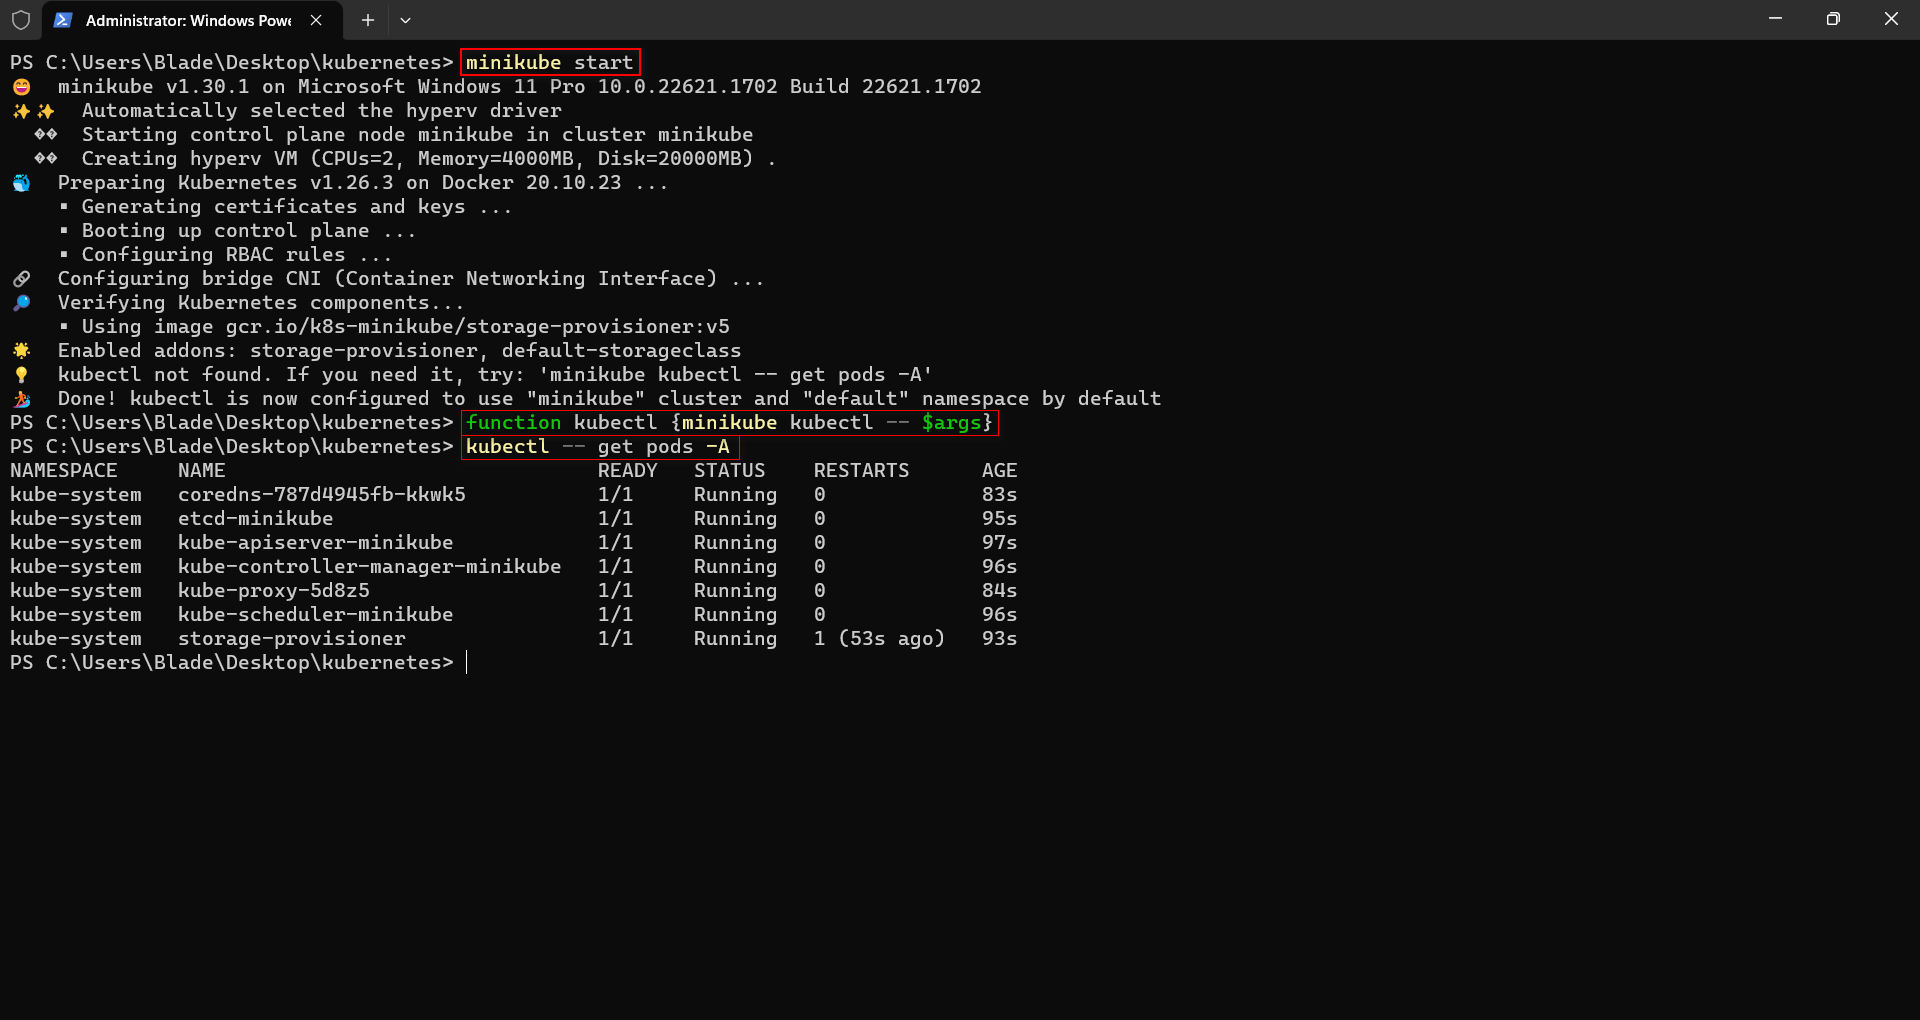 Administrator: Windows Powe
PS C:\Users\Blade\Desktop\kubernetes> minikube start
😄  minikube v1.30.1 on Microsoft Windows 11 Pro 10.0.22621.1702 Build 22621.1702
✨✨  Automatically selected the hyperv driver
��  Starting control plane node minikube in cluster minikube
��  Creating hyperv VM (CPUs=2, Memory=4000MB, Disk=20000MB) .
🐳  Preparing Kubernetes v1.26.3 on Docker 20.10.23 ...
▪ Generating certificates and keys ...
▪ Booting up control plane ...
▪ Configuring RBAC rules ...
🔗  Configuring bridge CNI (Container Networking Interface) ...
🔎  Verifying Kubernetes components...
▪ Using image gcr.io/k8s-minikube/storage-provisioner:v5
🌟  Enabled addons: storage-provisioner, default-storageclass
💡  kubectl not found. If you need it, try: 'minikube kubectl -- get pods -A'
🏄  Done! kubectl is now configured to use "minikube" cluster and "default" namespace by default
PS C:\Users\Blade\Desktop\kubernetes> function kubectl {minikube kubectl -- $args}
PS C:\Users\Blade\Desktop\kubernetes> kubectl -- get pods -A
NAMESPACE     NAME                               READY   STATUS    RESTARTS      AGE
kube-system   coredns-787d4945fb-kkwk5           1/1     Running   0             83s
kube-system   etcd-minikube                      1/1     Running   0             95s
kube-system   kube-apiserver-minikube            1/1     Running   0             97s
kube-system   kube-controller-manager-minikube   1/1     Running   0             96s
kube-system   kube-proxy-5d8z5                   1/1     Running   0             84s
kube-system   kube-scheduler-minikube            1/1     Running   0             96s
kube-system   storage-provisioner                1/1     Running   1 (53s ago)   93s
PS C:\Users\Blade\Desktop\kubernetes>